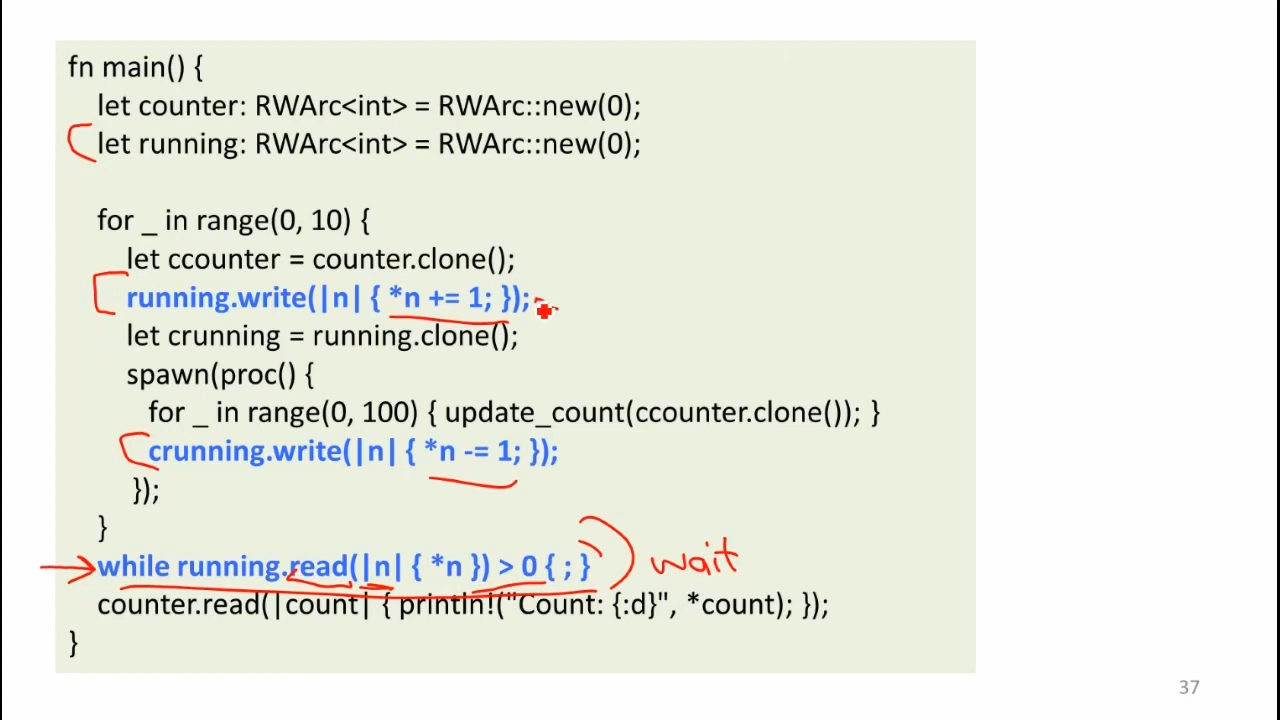 fn main() {
let counter: RWArc<int> = RWArc::new(0);
let running: RWArc<int> = RWArc::new(0);
for _ in range(0, 10) {
let ccounter = counter.clone();
running.write(|n| { *n += 1; });
let crunning = running.clone();
spawn(proc() {
for _ in range(0, 100) { update_count(ccounter.clone()); }
crunning.write(|n| { *n -= 1; });
});
}
while running.read(|n| { *n }) > 0 { ; } wait
counter.read(|count| { println!("Count: {:d}", *count); });
}
37